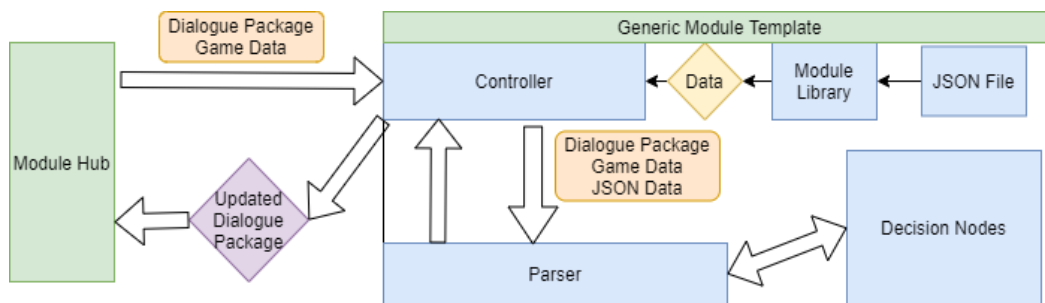 Dialogue Package
Game Data
Generic Module Template
Controller
Data
Module
Library
JSON File
Module Hub
Dialogue Package
Game Data
JSON Data
Updated
Dialogue
Package
Decision Nodes
Parser